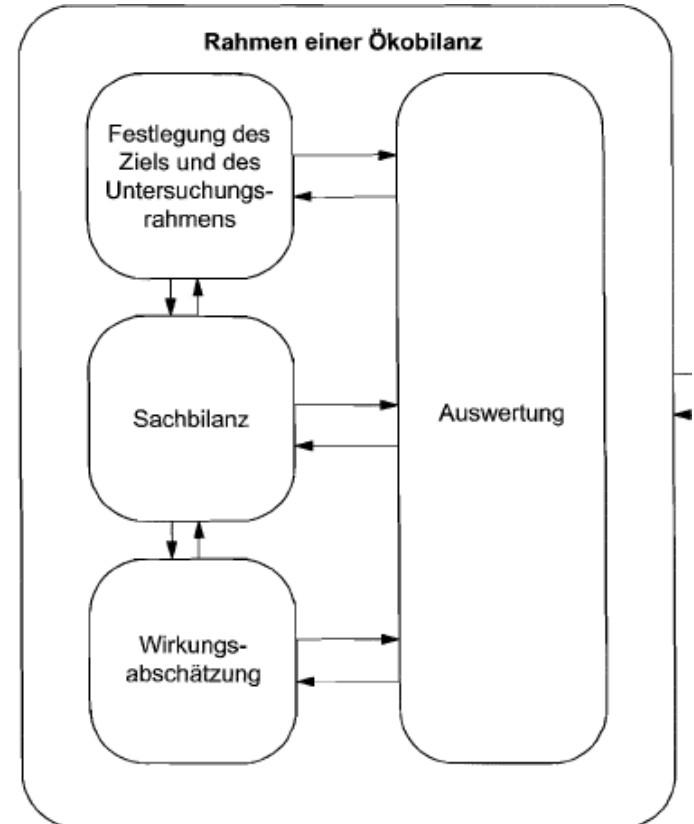 Rahmen einer Ökobilanz
Festlegung des
Ziels und des
Untersuchungs-
rahmens
Sachbilanz
Wirkungs-
abschätzung
Auswertung